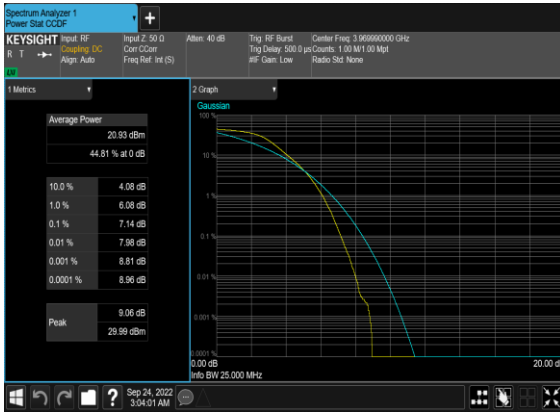 Spectrum Analyzer 1
Power Stat CCDF
KEYSIGHT
R T
LW
Input: RF
Coupling: DC
Align: Auto
Input Z: 50 Ω
Corr CCorr
Freq Ref: Int (S)
Atten: 40 dB
Trig: RF Burst
Trig Delay: 500.0 µs
#IF Gain: Low
Center Freq: 3.969990000 GHz
Counts: 1.00 M/1.00 Mpt
Radio Std: None
1 Metrics
Average Power
20.93 dBm
44.81 % at 0 dB
10.0 % 4.08 dB
1.0 % 6.08 dB
0.1 % 7.14 dB
0.01 % 7.98 dB
0.001 % 8.81 dB
0.0001 % 8.96 dB
Peak
9.06 dB
29.99 dBm
2 Graph
Gaussian
100 %
10 %
1 %
0.1 %
0.01 %
0.001 %
0.0001 %
0.00 dB
20.00 d
Info BW 25.000 MHz
?
Sep 24, 2022
3:04:01 AM